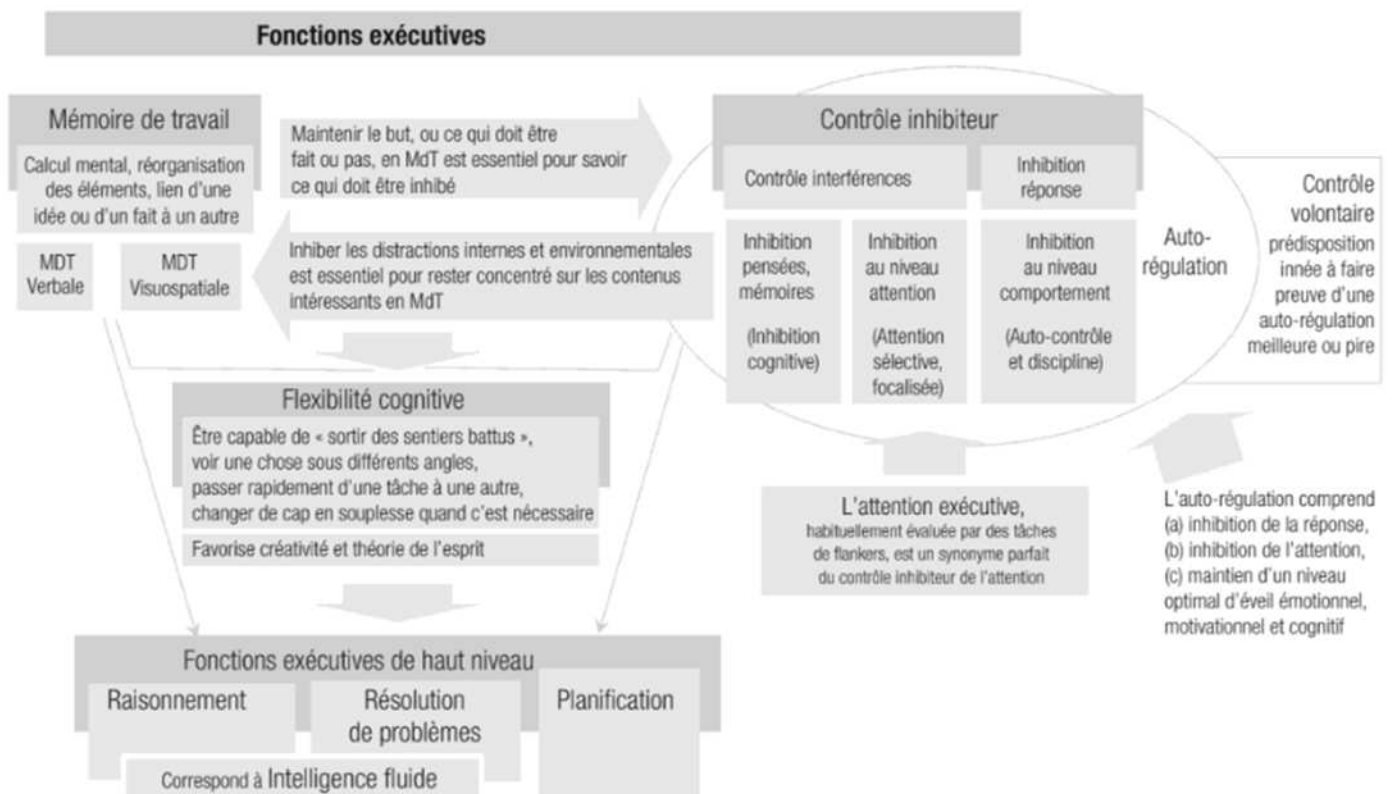 Fonctions exécutives
Mémoire de travail
Calcul mental, réorganisation
des éléments, lien d'une
idée ou d'un fait à un autre
MDT
Verbale
MDT
Visuospatiale
Maintenir le but, ou ce qui doit être
fait ou pas, en MdT est essentiel pour savoir
ce qui doit être inhibé
Inhiber les distractions internes et environnementales
est essentiel pour rester concentré sur les contenus
intéressants en MdT
Contrôle inhibiteur
Contrôle interférences
Inhibition
réponse
Inhibition
pensées,
mémoires
(Inhibition
cognitive)
Inhibition
au niveau
attention
(Attention
sélective,
focalisée)
Inhibition
au niveau
comportement
(Auto-contrôle
et discipline)
Auto-
régulation
Contrôle
volontaire
prédisposition
innée à faire
preuve d'une
auto-régulation
meilleure ou pire
Flexibilité cognitive
Être capable de « sortir des sentiers battus »,
voir une chose sous différents angles,
passer rapidement d'une tâche à une autre,
changer de cap en souplesse quand c'est nécessaire
Favorise créativité et théorie de l'esprit
L'attention exécutive,
habituellement évaluée par des tâches
de flankers, est un synonyme parfait
du contrôle inhibiteur de l'attention
L'auto-régulation comprend
(a) inhibition de la réponse,
(b) inhibition de l'attention,
(c) maintien d'un niveau
optimal d'éveil émotionnel,
motivationnel et cognitif
Fonctions exécutives de haut niveau
Raisonnement
Résolution
de problèmes
Planification
Correspond à Intelligence fluide